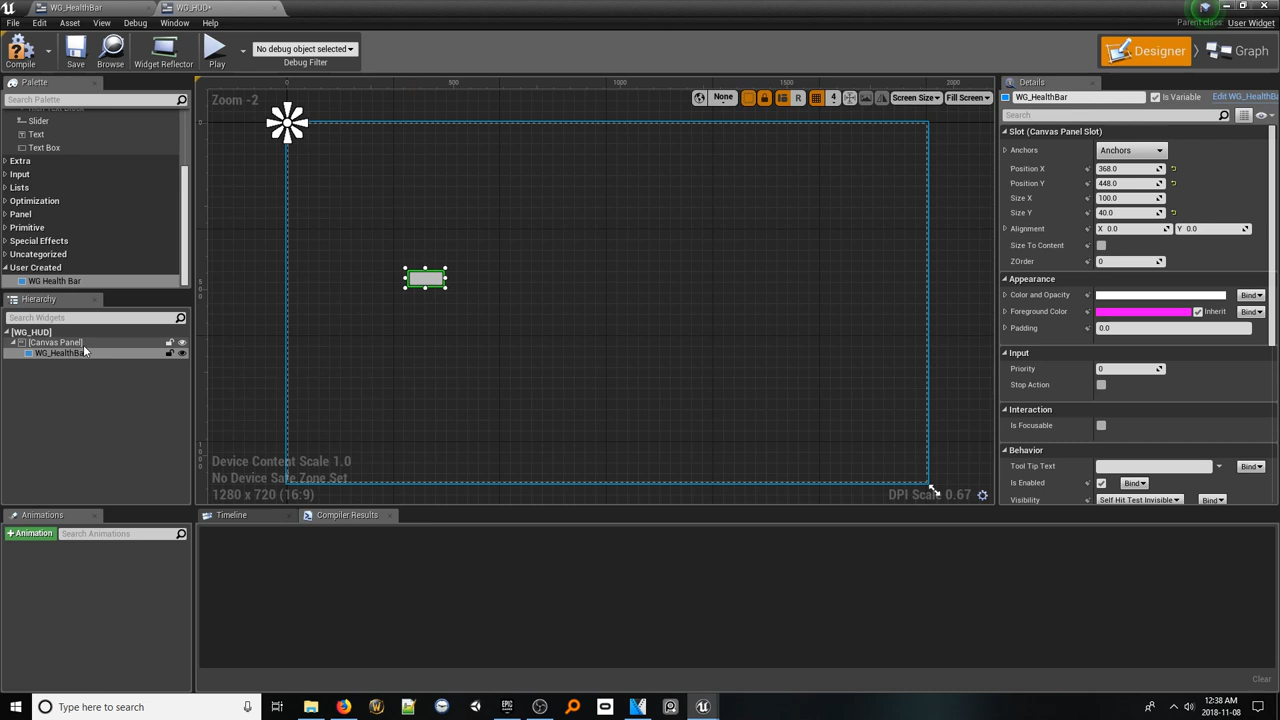 WG_HealthBar
WG_HUD*
File Edit Asset View Debug Window Help
Parent class: User Widget
Compile
Save
Browse
Widget Reflector
Play
No debug object selected
Debug Filter
Designer
Graph
Palette
Search Palette
Slider
Text
Text Box
Extra
Input
Lists
Optimization
Panel
Primitive
Special Effects
Uncategorized
User Created
WG Health Bar
Hierarchy
Search Widgets
[WG_HUD]
[Canvas Panel]
WG_HealthBa
Animations
+Animation
Search Animations
0 500 1000 1500 2000
Zoom -2
None
R
4
Screen Size
Fill Screen
Device Content Scale 1.0
No Device Safe Zone Set
1280 x 720 (16:9)
DPI Scale 0.67
Timeline
Compiler Results
Clear
Details
WG_HealthBar
Is Variable
Edit WG_HealthBa
Search
Slot (Canvas Panel Slot)
Anchors Anchors
Position X 368.0
Position Y 448.0
Size X 100.0
Size Y 40.0
Alignment X 0.0 Y 0.0
Size To Content
ZOrder 0
Appearance
Color and Opacity Bind
Foreground Color Inherit Bind
Padding 0.0
Input
Priority 0
Stop Action
Interaction
Is Focusable
Behavior
Tool Tip Text Bind
Is Enabled Bind
Visibility Self Hit Test Invisible Bind
Type here to search
12:38 AM
2018-11-08